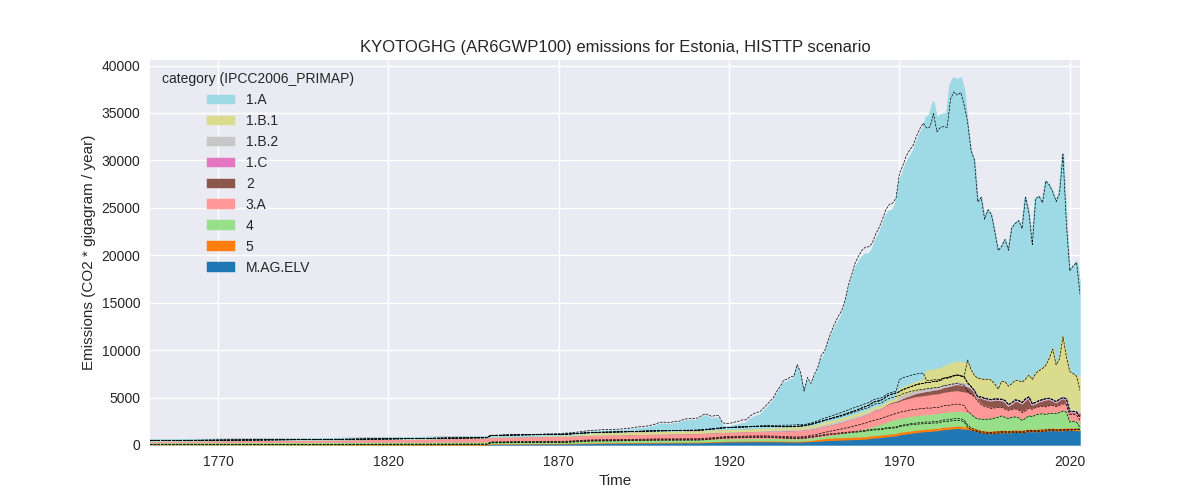 KYOTOGHG (AR6GWP100) emissions for Estonia, HISTTP scenario
40000
35000
30000
25000
20000
15000
10000
5000
0
Emissions (CO2 * gigagram / year)
category (IPCC2006_PRIMAP)
1.A
1.B.1
1.B.2
1.C
2
3.A
4
5
M.AG.ELV
1770 1820 1870 1920 1970 2020
Time